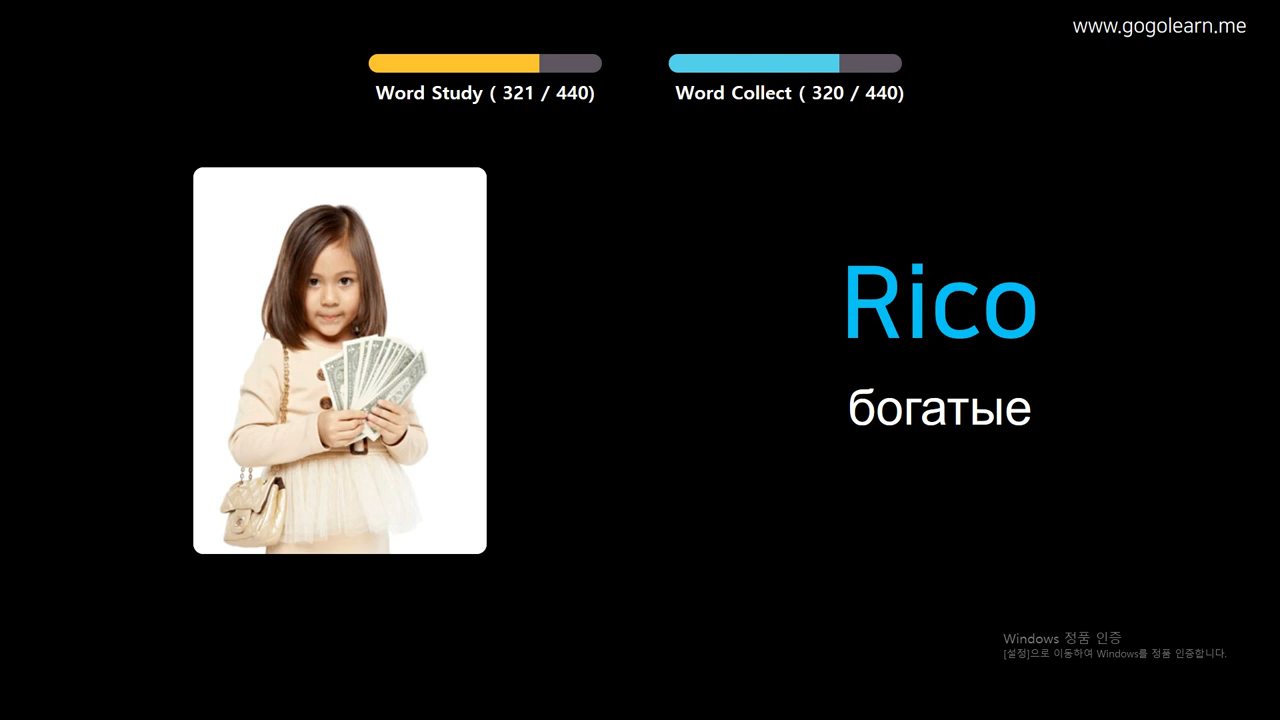 www.gogolearn.me
Word Study ( 321 / 440)
Word Collect ( 320 / 440)
Rico
богатые
Windows 정품 인증
[설정]으로 이동하여 Windows를 정품 인증합니다.